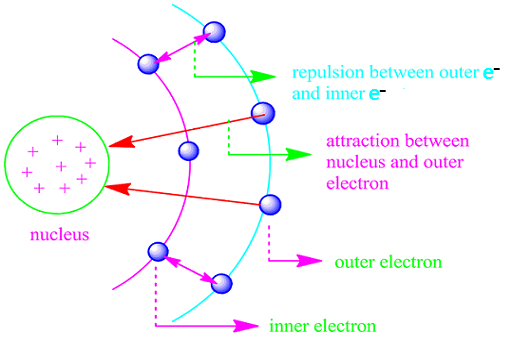 repulsion between outer e⁻
and inner e⁻
attraction between
nucleus and outer
electron
nucleus
outer electron
inner electron